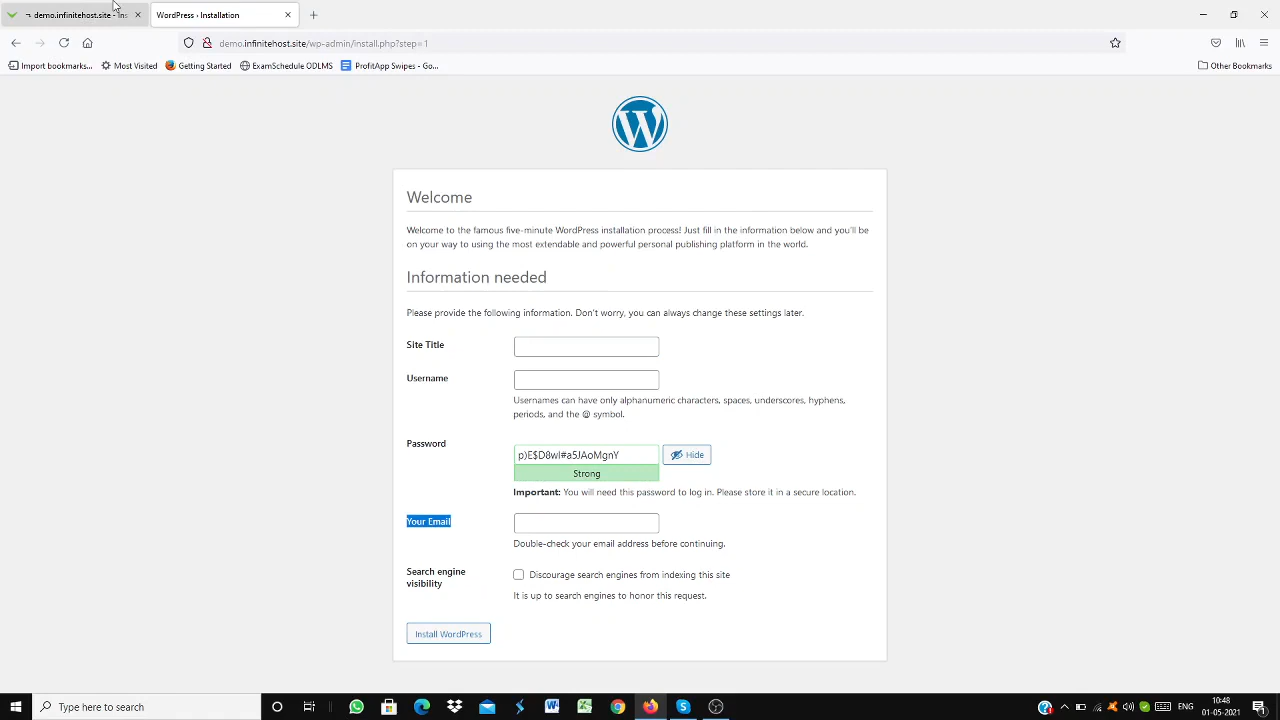 demo.infinitehost.site - 
WordPress › Installation
demo.infinitehost.site/wp-admin/install.php?step=1
Import bookmarks...
Most Visited
Getting Started
ExamSchedule ODLMS
ProfitApp Swipes - Go...
Other Bookmarks
Welcome
Welcome to the famous five-minute WordPress installation process! Just fill in the information below and you'll be
on your way to using the most extendable and powerful personal publishing platform in the world.
Information needed
Please provide the following information. Don't worry, you can always change these settings later.
Site Title
Username
Usernames can have only alphanumeric characters, spaces, underscores, hyphens,
periods, and the @ symbol.
Password
p)E$D8wI#a5JAoMgnY
Hide
Strong
Important: You will need this password to log in. Please store it in a secure location.
Your Email
Double-check your email address before continuing.
Search engine
visibility
Discourage search engines from indexing this site
It is up to search engines to honor this request.
Install WordPress
Type here to search
ENG
10:48
01-05-2021